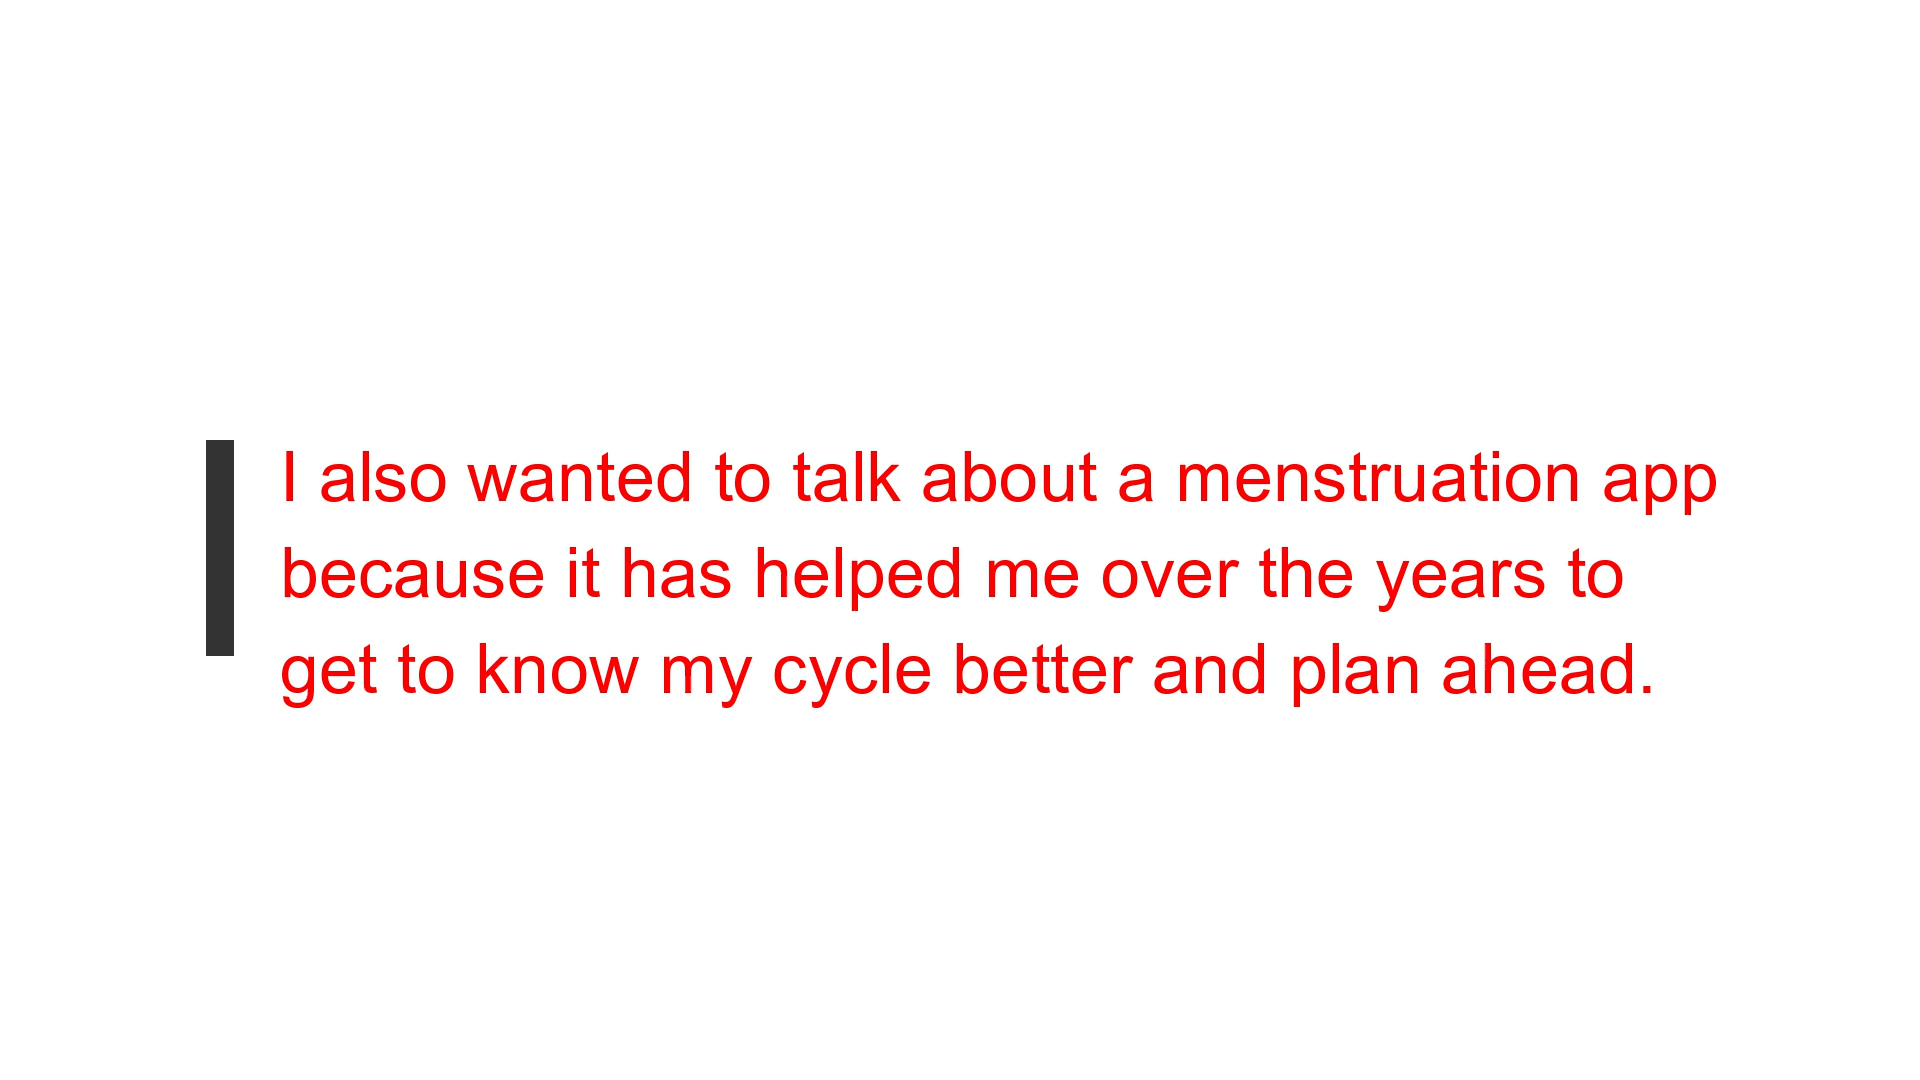 I also wanted to talk about a menstruation app
because it has helped me over the years to
get to know my cycle better and plan ahead.